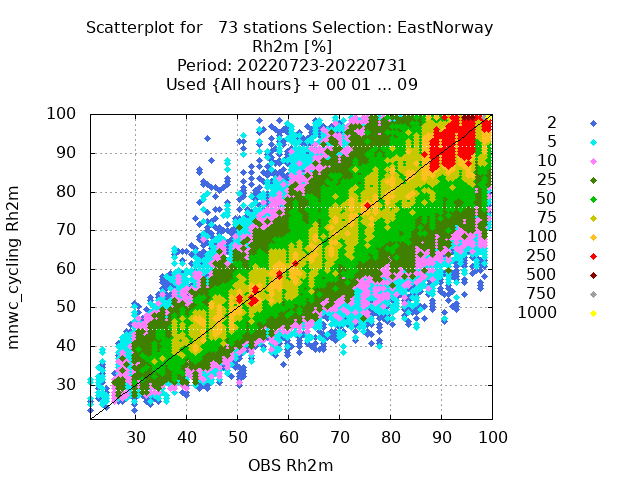 Scatterplot for   73 stations Selection: EastNorway
Rh2m [%]
Period: 20220723-20220731
Used {All hours} + 00 01 ... 09
mnwc_cycling Rh2m
100
90
80
70
60
50
40
30
30 40 50 60 70 80 90 100
OBS Rh2m
2
5
10
25
50
75
100
250
500
750
1000